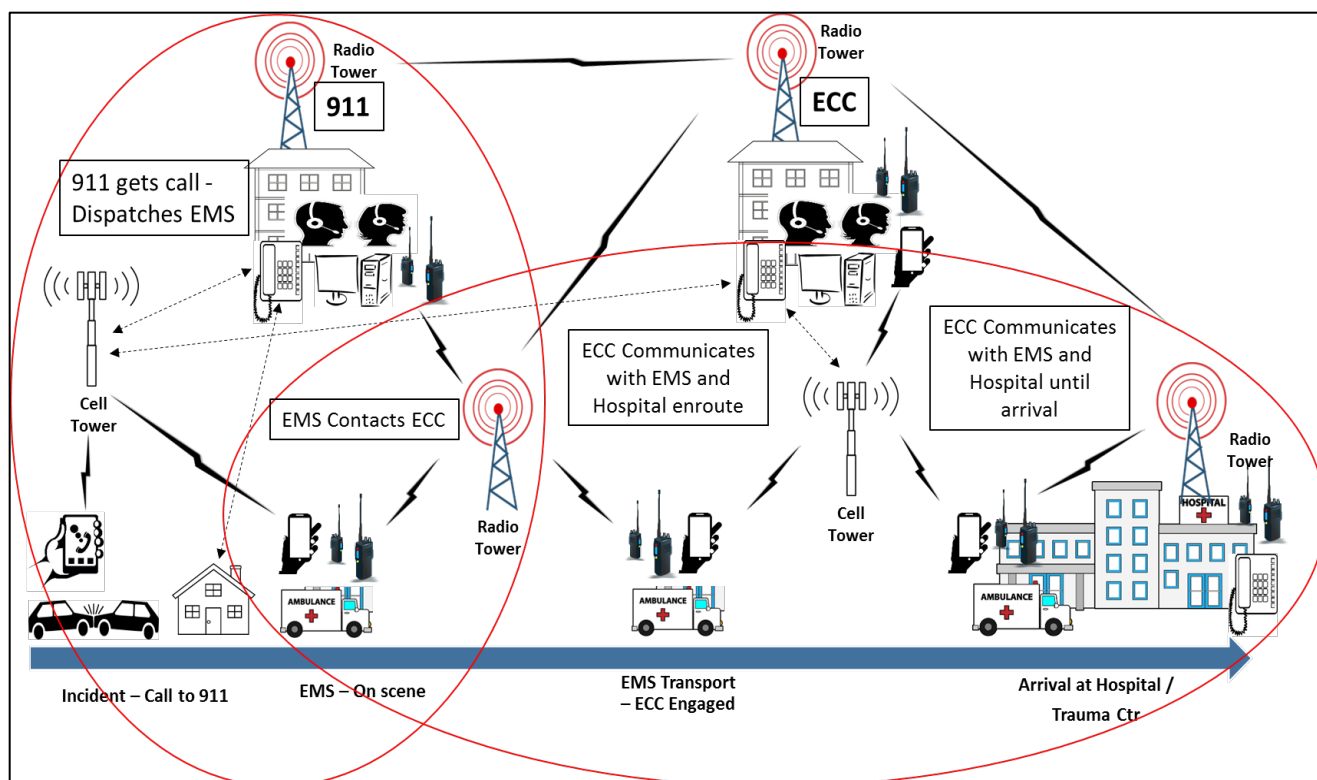 Radio
Tower
911
Radio
Tower
ECC
911 gets call -
Dispatches EMS
Cell
Tower
EMS Contacts ECC
Radio
Tower
ECC Communicates
with EMS and
Hospital enroute
Cell
Tower
ECC Communicates
with EMS and
Hospital until
arrival
Radio
Tower
HOSPITAL
AMBULANCE
AMBULANCE
AMBULANCE
Incident – Call to 911
EMS – On scene
EMS Transport
– ECC Engaged
Arrival at Hospital /
Trauma Ctr